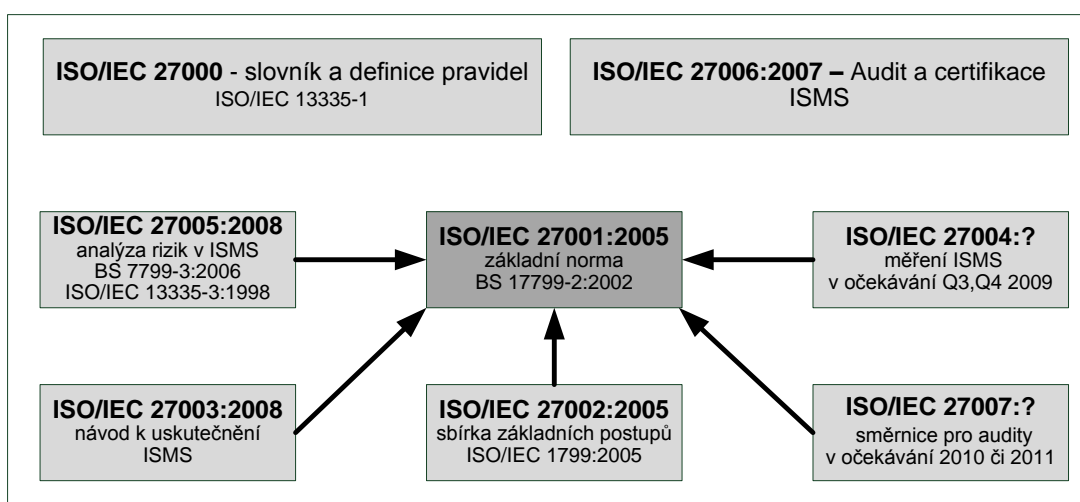 ISO/IEC 27000 - slovník a definice pravidel
ISO/IEC 13335-1
ISO/IEC 27006:2007 – Audit a certifikace
ISMS
ISO/IEC 27005:2008
analýza rizik v ISMS
BS 7799-3:2006
ISO/IEC 13335-3:1998
ISO/IEC 27001:2005
základní norma
BS 17799-2:2002
ISO/IEC 27004:?
měření ISMS
v očekávání Q3,Q4 2009
ISO/IEC 27003:2008
návod k uskutečnění
ISMS
ISO/IEC 27002:2005
sbírka základních postupů
ISO/IEC 1799:2005
ISO/IEC 27007:?
směrnice pro audity
v očekávání 2010 či 2011